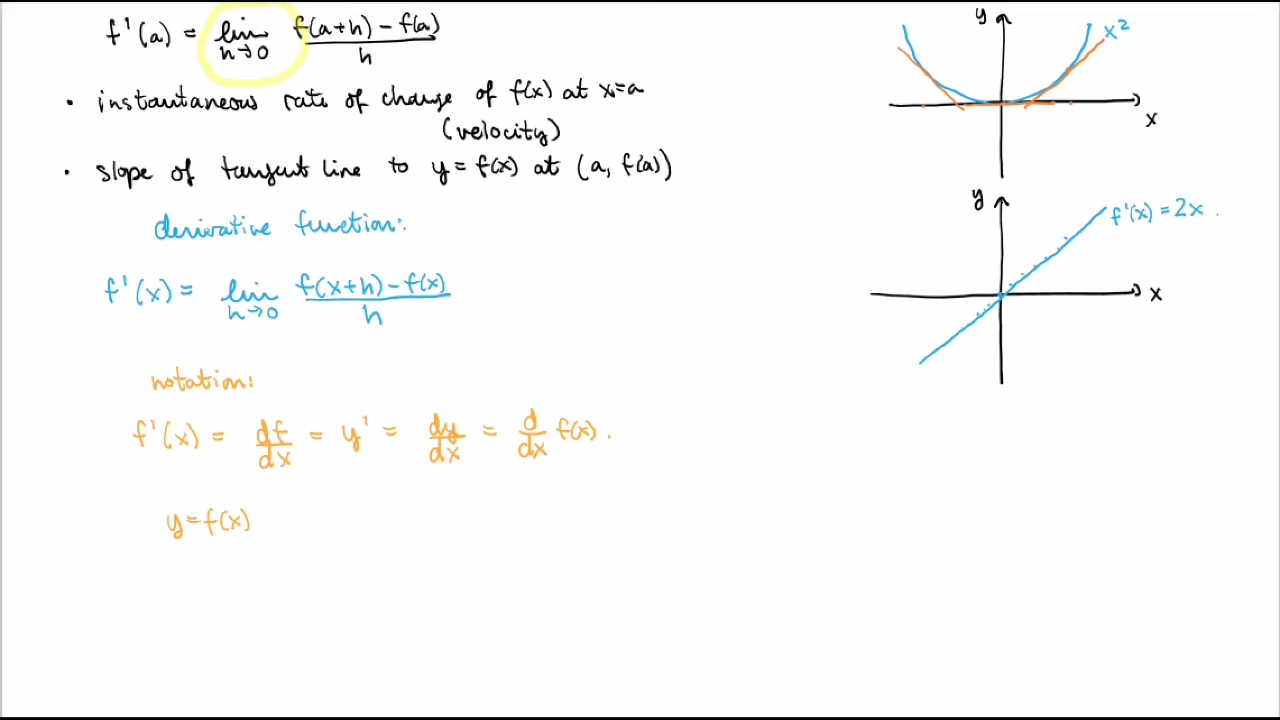 f'(a) = lim h→0 f(a+h) − f(a) / h
• instantaneous rate of change of f(x) at x=a
(velocity)
• slope of tangent line to y = f(x) at (a, f(a))
derivative function:
f'(x) = lim h→0 f(x+h) − f(x) / h
notation:
f'(x) = df/dx = y' = dy/dx = d/dx f(x).
y = f(x)
y
x²
x
y
f'(x) = 2x.
x